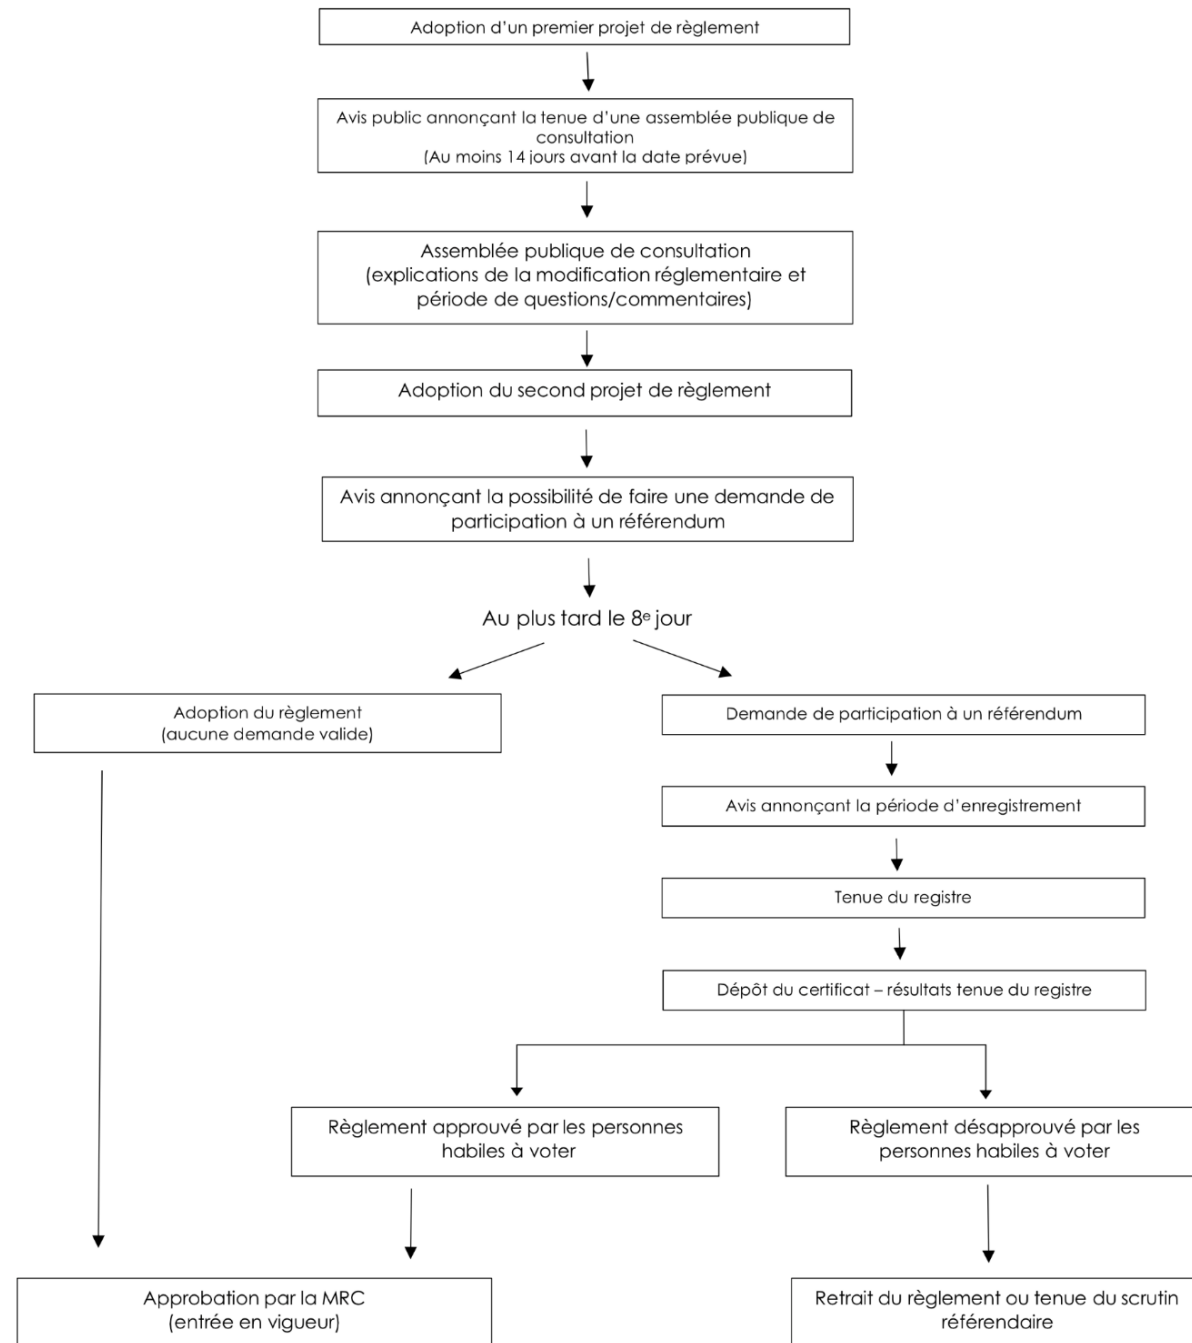 Adoption d'un premier projet de règlement
Avis public annonçant la tenue d'une assemblée publique de
consultation
(Au moins 14 jours avant la date prévue)
Assemblée publique de consultation
(explications de la modification réglementaire et
période de questions/commentaires)
Adoption du second projet de règlement
Avis annonçant la possibilité de faire une demande de
participation à un référendum
Au plus tard le 8e jour
Adoption du règlement
(aucune demande valide)
Demande de participation à un référendum
Avis annonçant la période d'enregistrement
Tenue du registre
Dépôt du certificat – résultats tenue du registre
Règlement approuvé par les personnes
habiles à voter
Règlement désapprouvé par les
personnes habiles à voter
Approbation par la MRC
(entrée en vigueur)
Retrait du règlement ou tenue du scrutin
référendaire